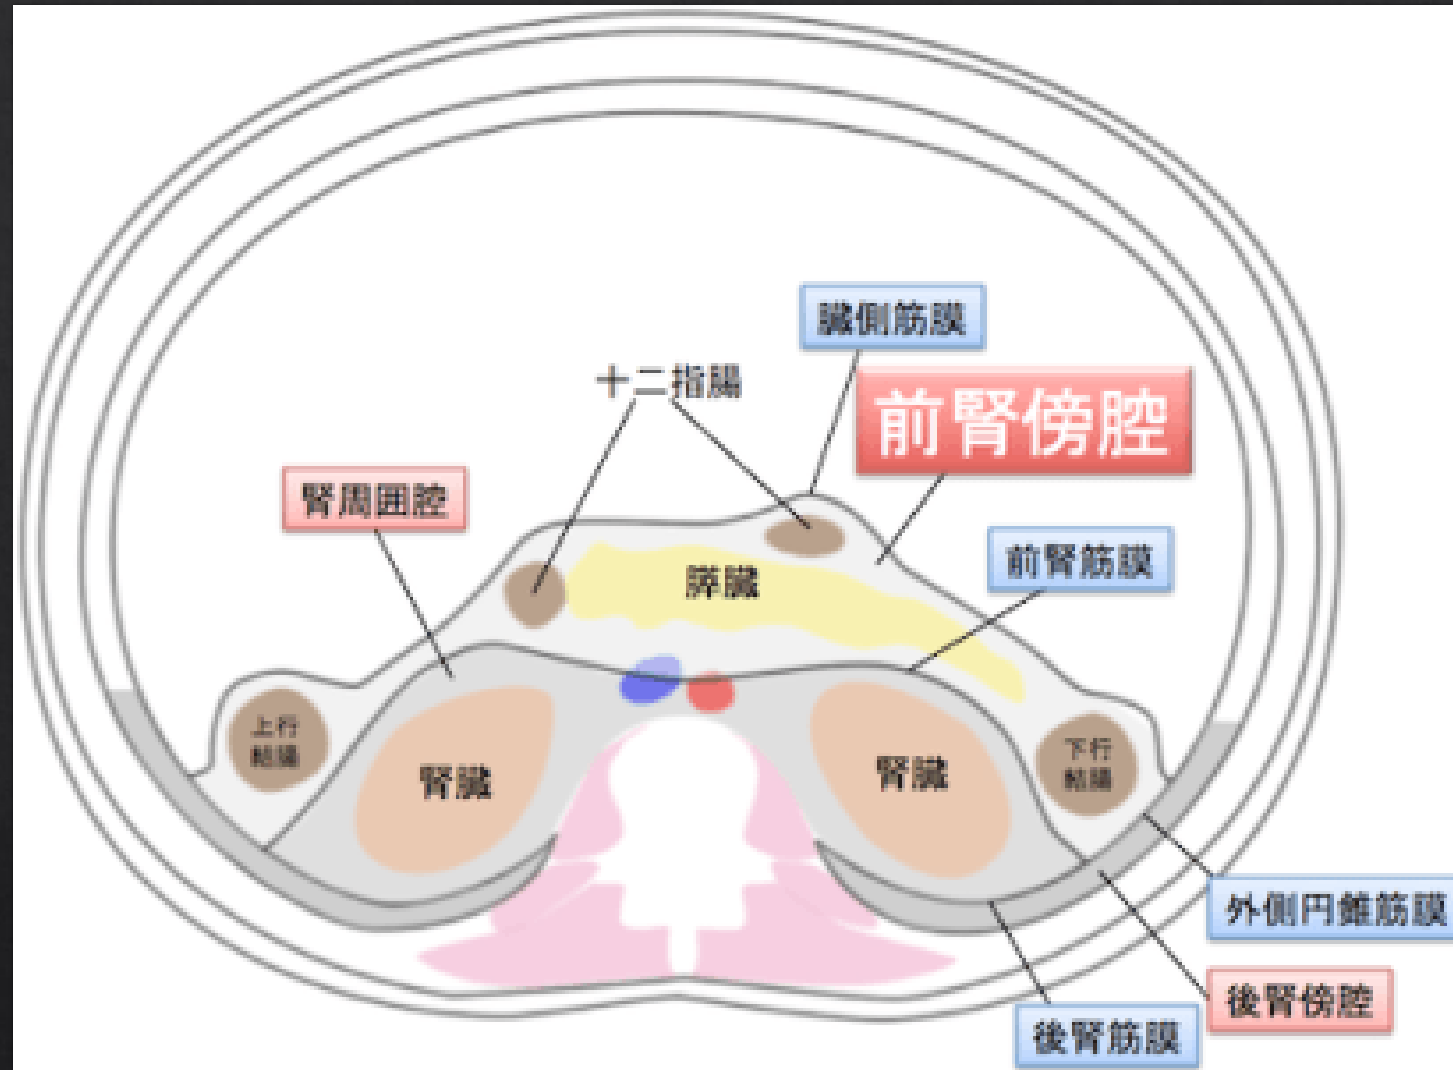 臓側筋膜
十二指腸
前腎傍腔
腎周囲腔
前腎筋膜
膵臓
上行
結腸
腎臓
腎臓
下行
結腸
外側円錐筋膜
後腎傍腔
後腎筋膜